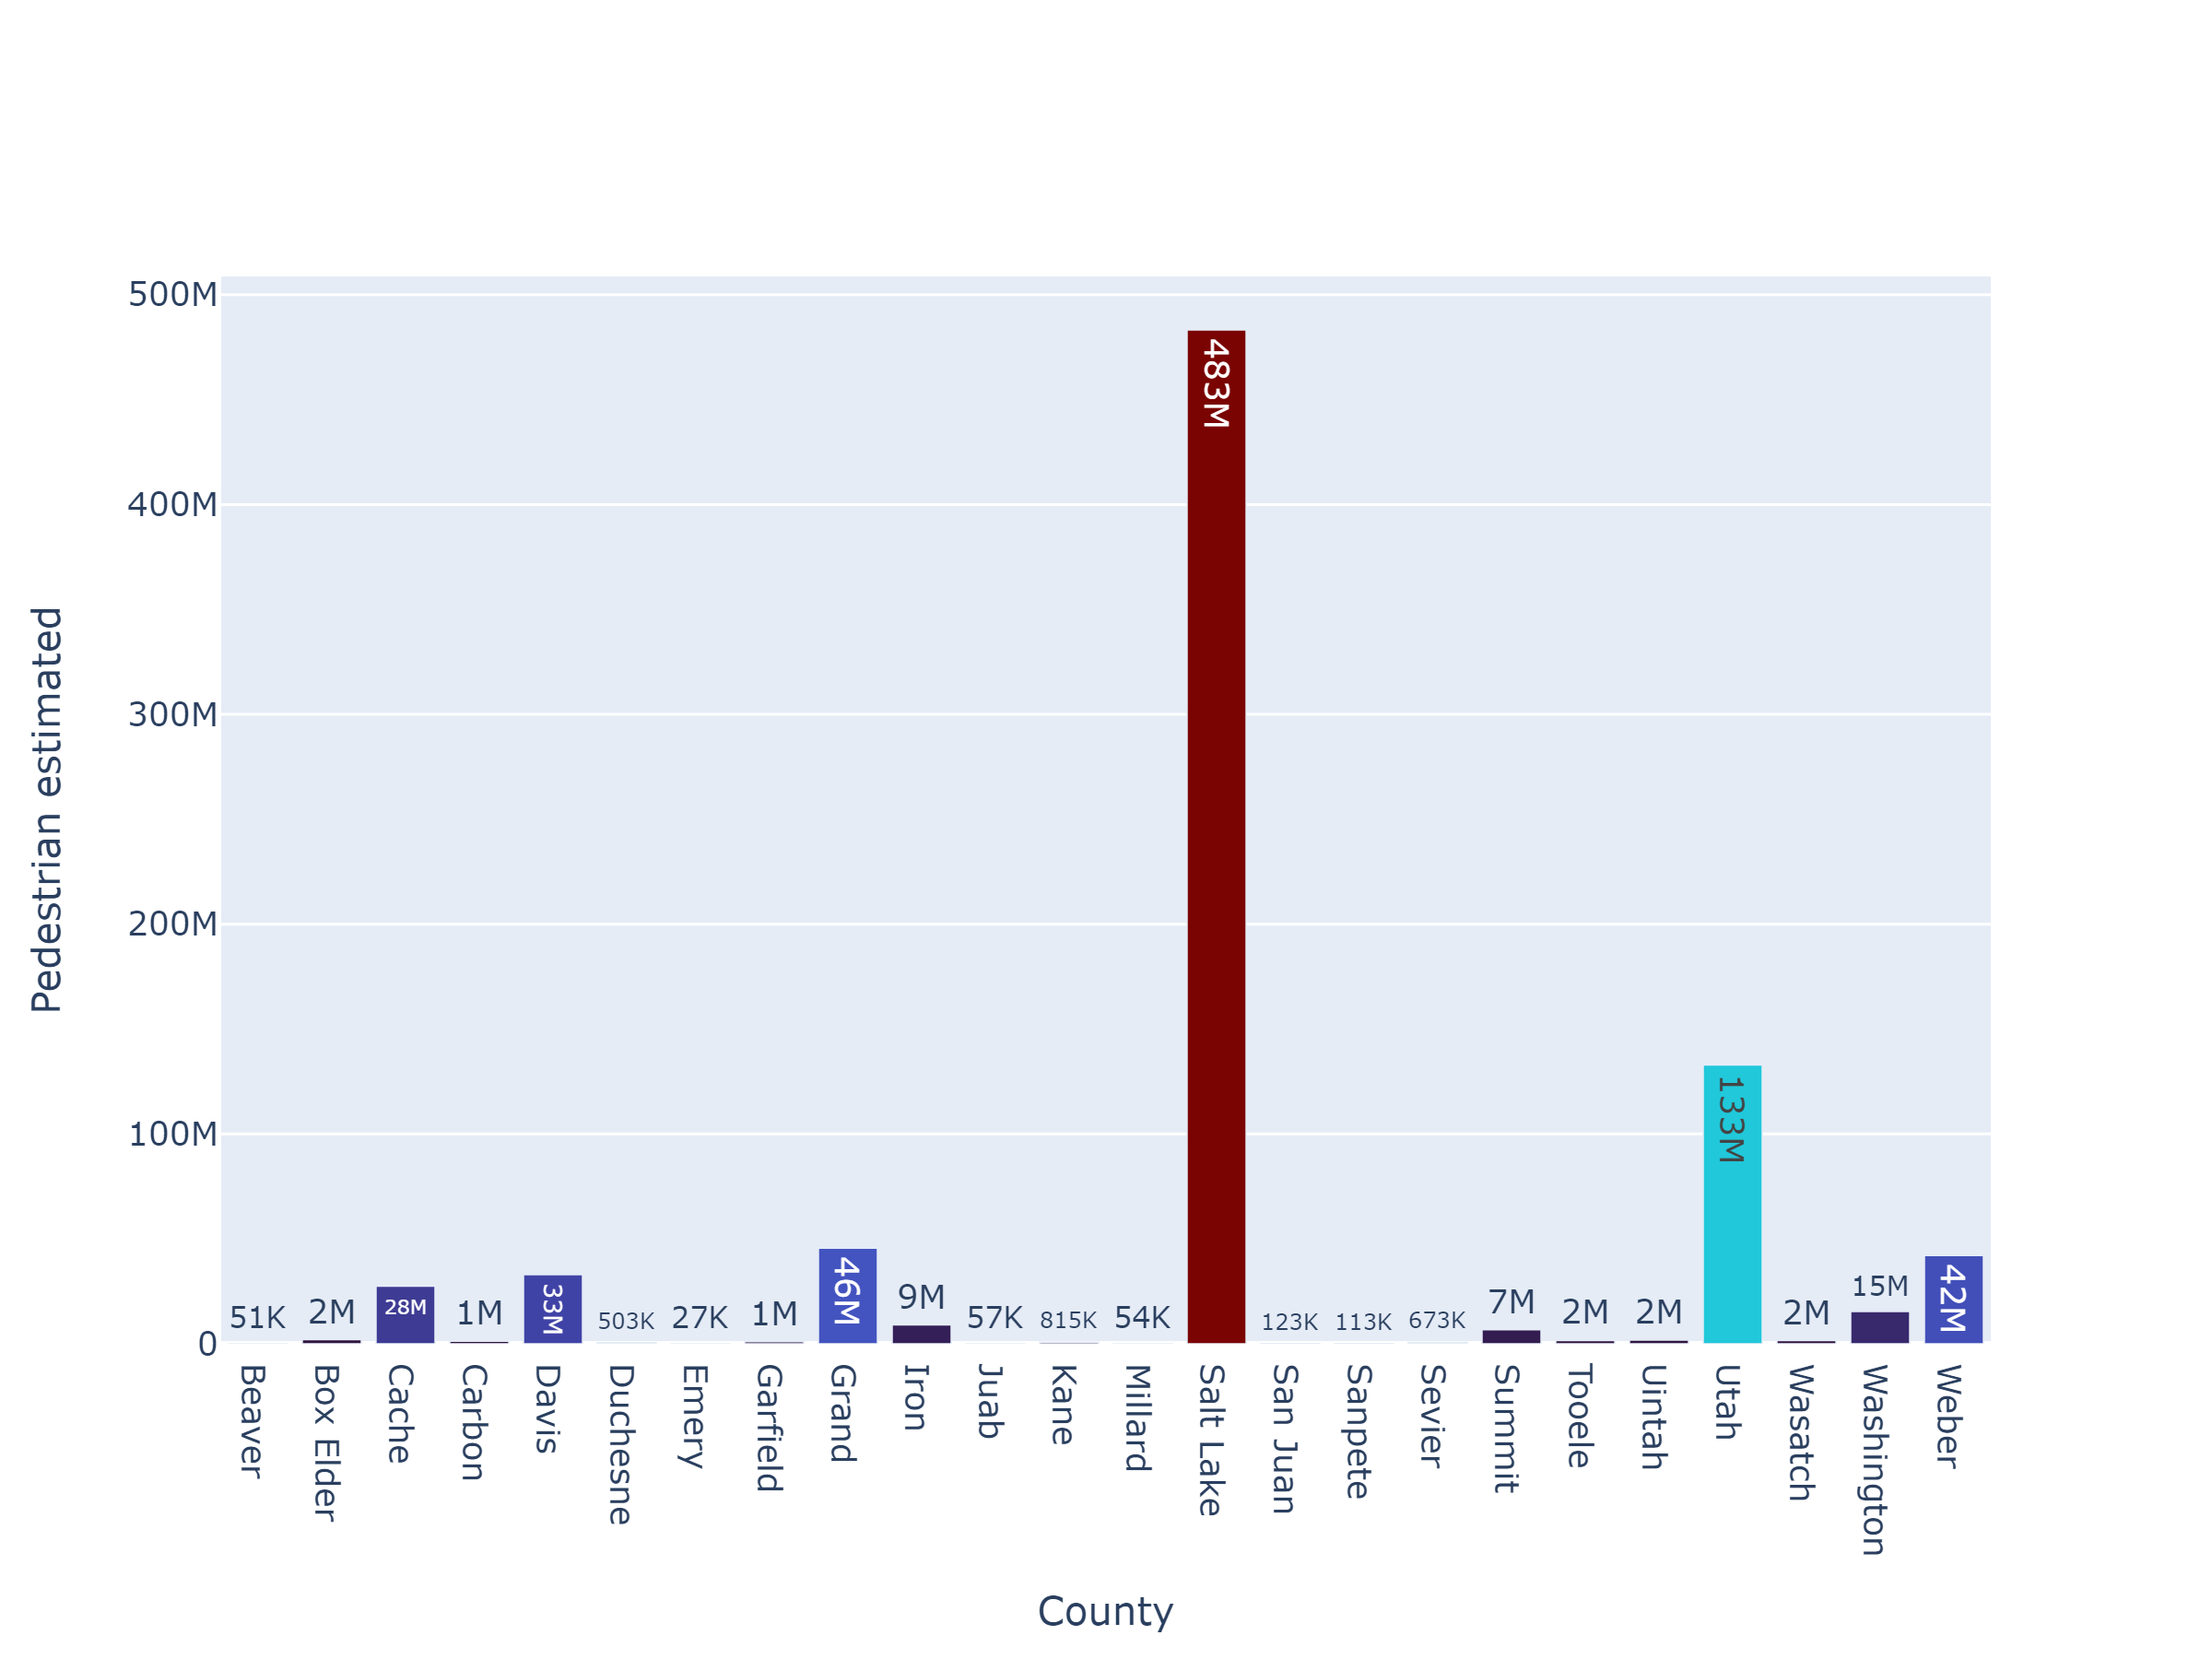 500M
400M
300M
200M
100M
0
Pedestrian estimated
51K
2M
28M
1M
33M
503K
27K
1M
46M
9M
57K
815K
54K
483M
123K
113K
673K
7M
2M
2M
133M
2M
15M
42M
Beaver
Box Elder
Cache
Carbon
Davis
Duchesne
Emery
Garfield
Grand
Iron
Juab
Kane
Millard
Salt Lake
San Juan
Sanpete
Sevier
Summit
Tooele
Uintah
Utah
Wasatch
Washington
Weber
County